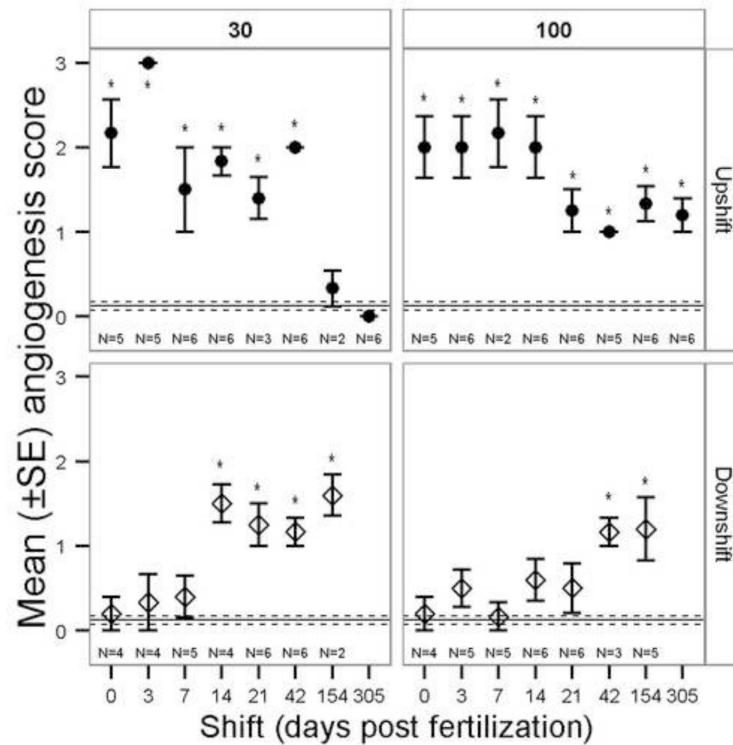 30 100
3
2
1
0
* * * * * *
* * * * * * * *
N=5 N=5 N=6 N=6 N=3 N=6 N=2 N=6
N=5 N=6 N=2 N=6 N=6 N=5 N=6 N=6
Upshift
3
2
1
0
* * * *
* *
N=4 N=4 N=5 N=6 N=6 N=6 N=2
N=4 N=5 N=5 N=6 N=6 N=3 N=5
Downshift
Mean (±SE) angiogenesis score
0 3 7 14 21 42 154 305
0 3 7 14 21 42 154 305
Shift (days post fertilization)